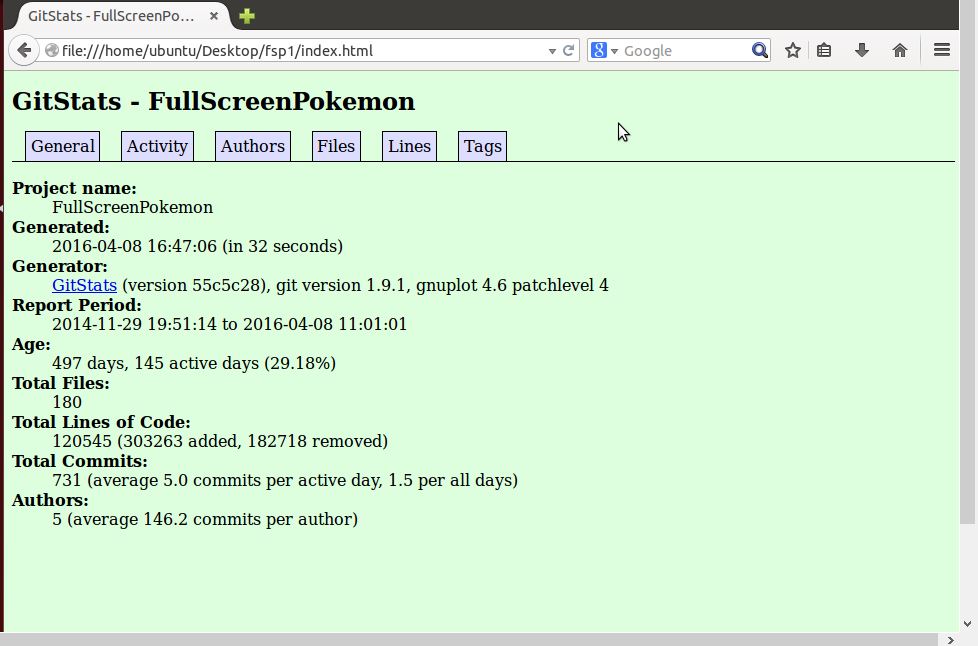 GitStats - FullScreenPo...
file:///home/ubuntu/Desktop/fsp1/index.html
8 Google
GitStats - FullScreenPokemon
General Activity Authors Files Lines Tags
Project name:
FullScreenPokemon
Generated:
2016-04-08 16:47:06 (in 32 seconds)
Generator:
GitStats (version 55c5c28), git version 1.9.1, gnuplot 4.6 patchlevel 4
Report Period:
2014-11-29 19:51:14 to 2016-04-08 11:01:01
Age:
497 days, 145 active days (29.18%)
Total Files:
180
Total Lines of Code:
120545 (303263 added, 182718 removed)
Total Commits:
731 (average 5.0 commits per active day, 1.5 per all days)
Authors:
5 (average 146.2 commits per author)